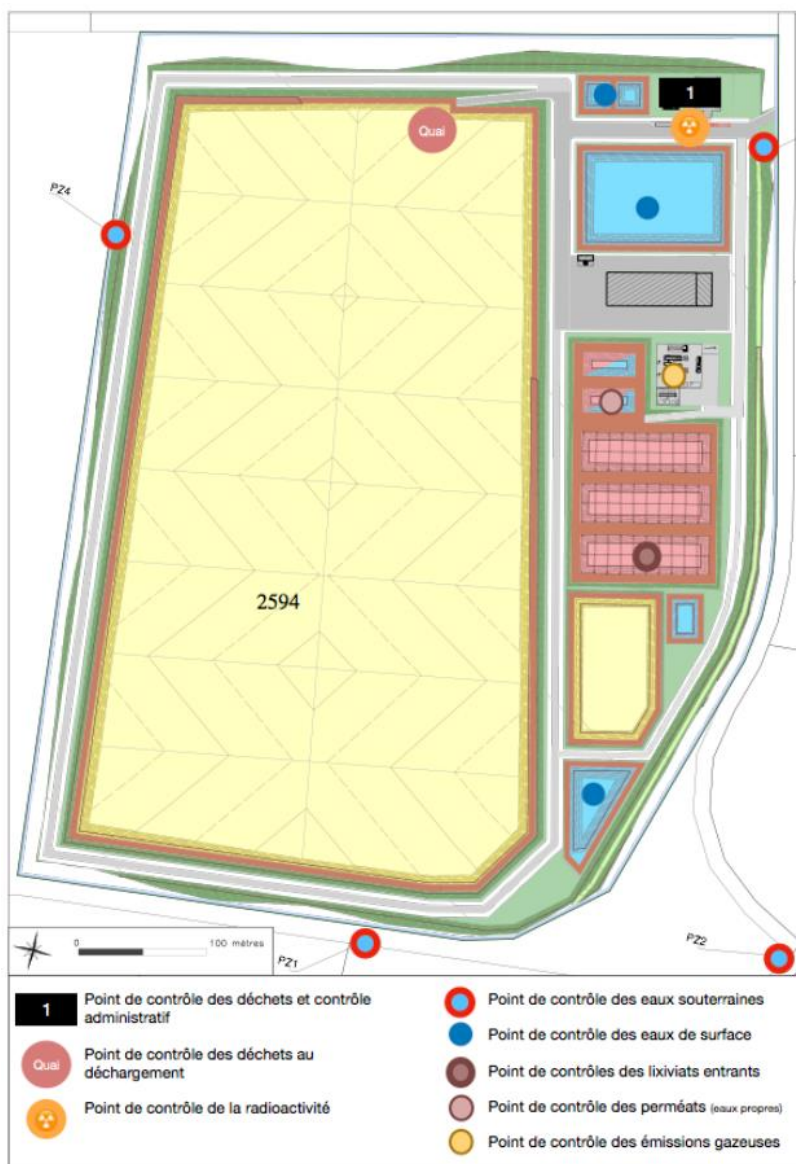 1
Quai
PZ4
2594
0 100 mètres
PZ1
PZ2
1 Point de contrôle des déchets et contrôle
administratif
Quai Point de contrôle des déchets au
déchargement
Point de contrôle de la radioactivité
Point de contrôle des eaux souterraines
Point de contrôle des eaux de surface
Point de contrôles des lixiviats entrants
Point de contrôle des perméats (eaux propres)
Point de contrôle des émissions gazeuses